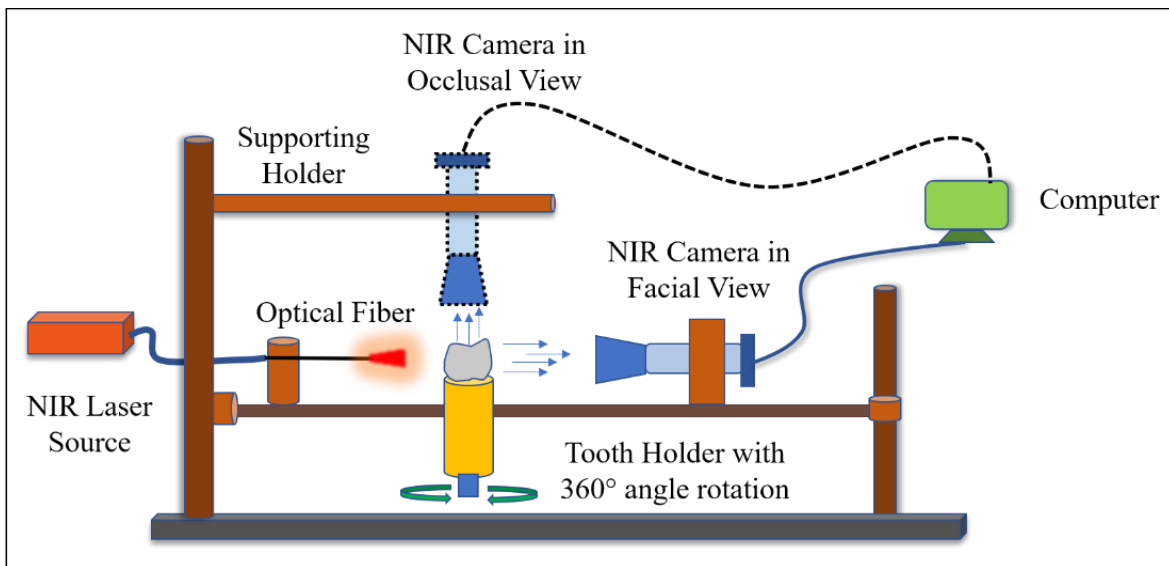 NIR Camera in
Occlusal View
Supporting
Holder
Computer
NIR Camera in
Facial View
Optical Fiber
NIR Laser
Source
Tooth Holder with
360° angle rotation